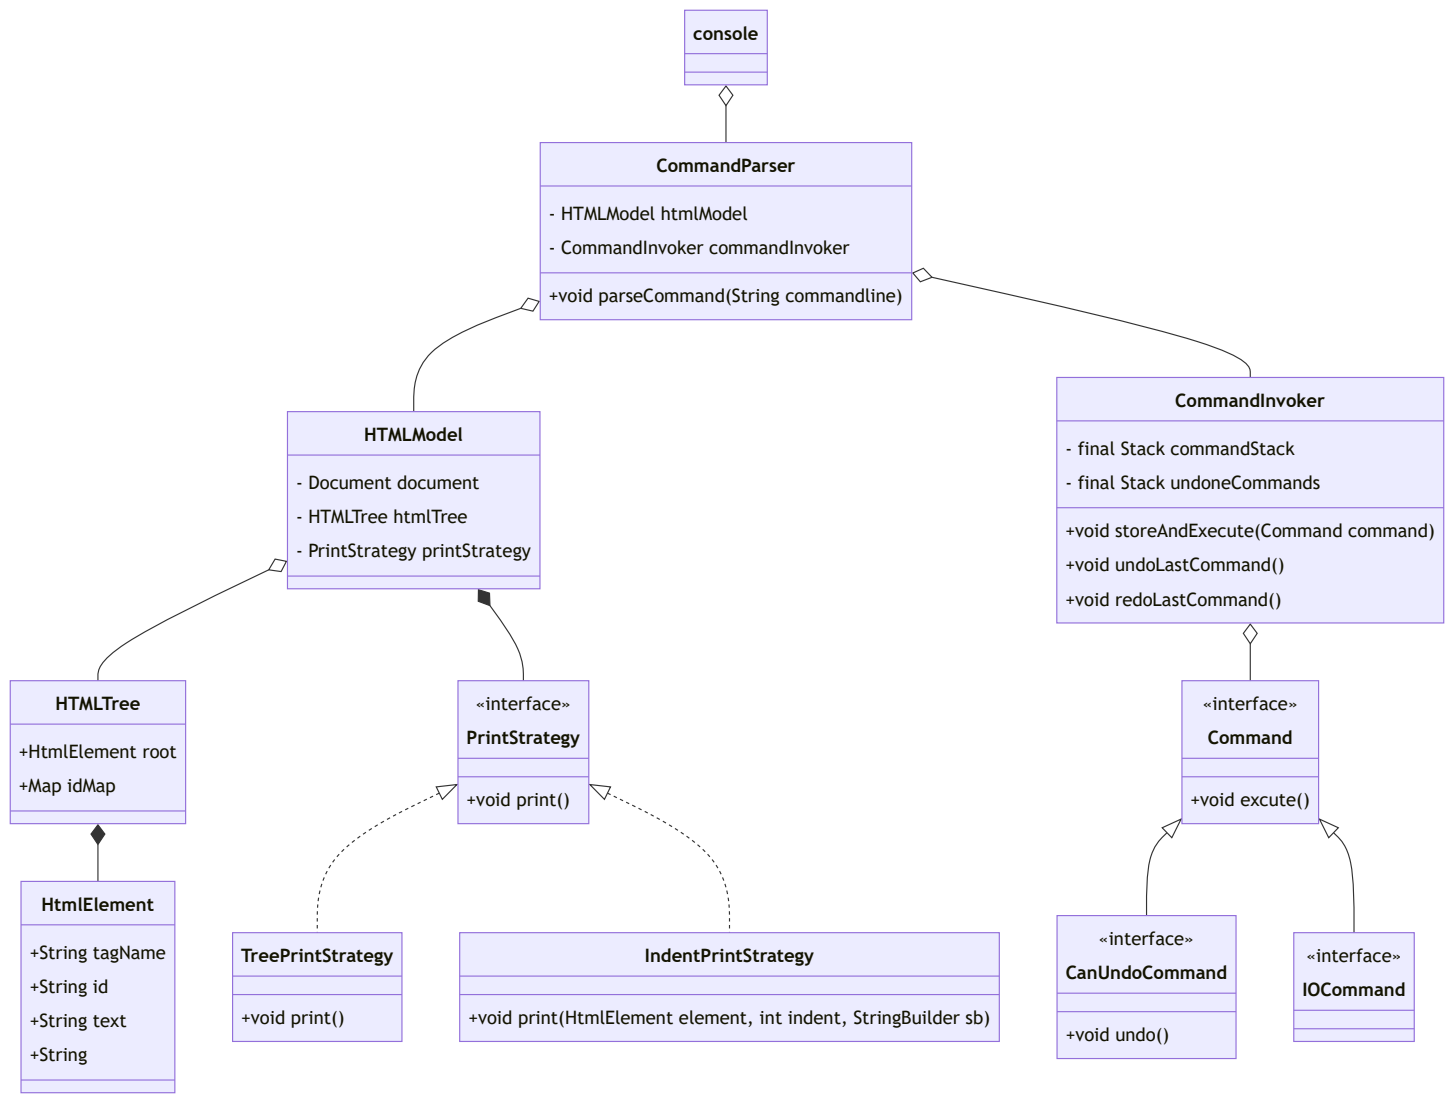 console
CommandParser
- HTMLModel htmlModel
- CommandInvoker commandInvoker
+void parseCommand(String commandline)
HTMLModel
- Document document
- HTMLTree htmlTree
- PrintStrategy printStrategy
CommandInvoker
- final Stack commandStack
- final Stack undoneCommands
+void storeAndExecute(Command command)
+void undoLastCommand()
+void redoLastCommand()
HTMLTree
+HtmlElement root
+Map idMap
«interface»
PrintStrategy
+void print()
«interface»
Command
+void excute()
HtmlElement
+String tagName
+String id
+String text
+String
TreePrintStrategy
+void print()
IndentPrintStrategy
+void print(HtmlElement element, int indent, StringBuilder sb)
«interface»
CanUndoCommand
+void undo()
«interface»
IOCommand